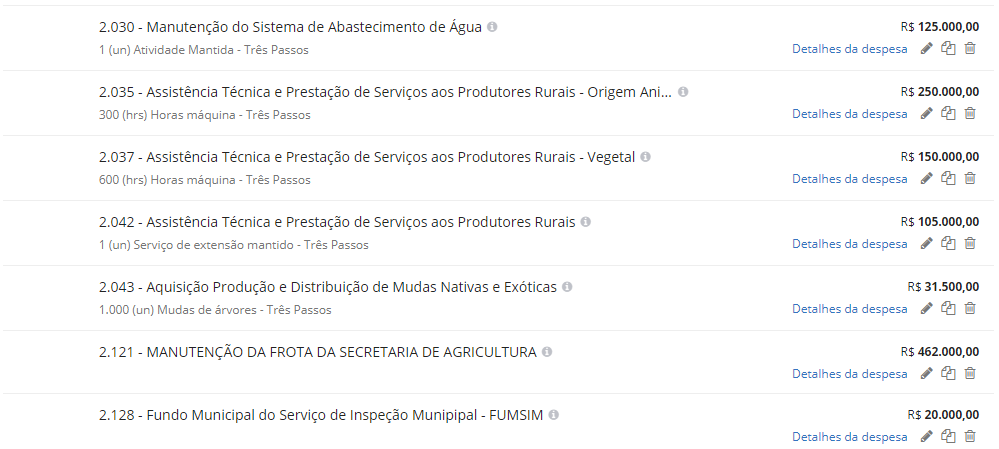 2.030 - Manutenção do Sistema de Abastecimento de Água R$ 125.000,00
1 (un) Atividade Mantida - Três Passos Detalhes da despesa
2.035 - Assistência Técnica e Prestação de Serviços aos Produtores Rurais - Origem Ani... R$ 250.000,00
300 (hrs) Horas máquina - Três Passos Detalhes da despesa
2.037 - Assistência Técnica e Prestação de Serviços aos Produtores Rurais - Vegetal R$ 150.000,00
600 (hrs) Horas máquina - Três Passos Detalhes da despesa
2.042 - Assistência Técnica e Prestação de Serviços aos Produtores Rurais R$ 105.000,00
1 (un) Serviço de extensão mantido - Três Passos Detalhes da despesa
2.043 - Aquisição Produção e Distribuição de Mudas Nativas e Exóticas R$ 31.500,00
1.000 (un) Mudas de árvores - Três Passos Detalhes da despesa
2.121 - MANUTENÇÃO DA FROTA DA SECRETARIA DE AGRICULTURA R$ 462.000,00
Detalhes da despesa
2.128 - Fundo Municipal do Serviço de Inspeção Munipipal - FUMSIM R$ 20.000,00
Detalhes da despesa